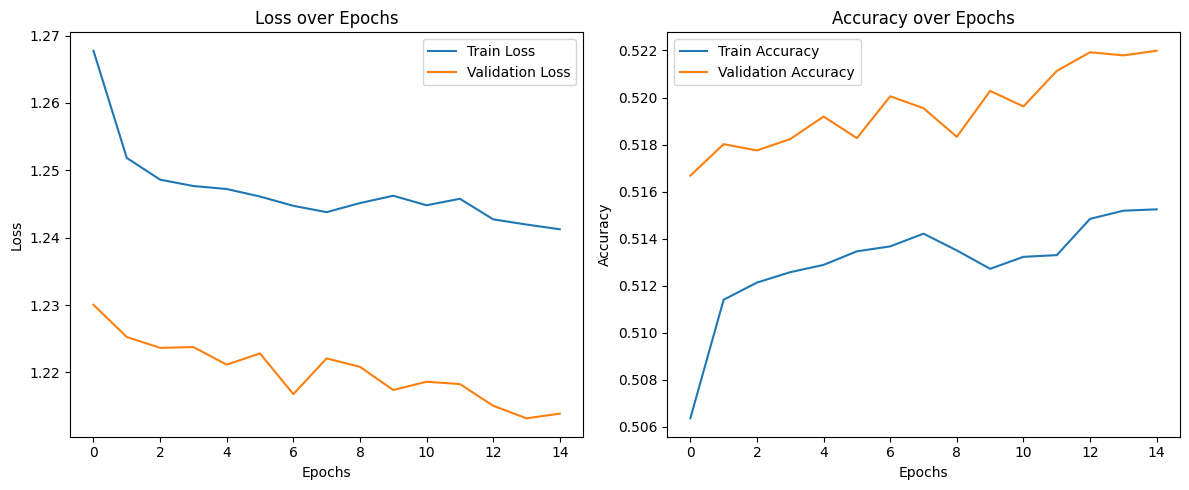 Loss over Epochs
Train Loss
Validation Loss
1.27
1.26
1.25
1.24
1.23
1.22
Loss
0 2 4 6 8 10 12 14
Epochs
Accuracy over Epochs
Train Accuracy
Validation Accuracy
0.522
0.520
0.518
0.516
0.514
0.512
0.510
0.508
0.506
Accuracy
0 2 4 6 8 10 12 14
Epochs